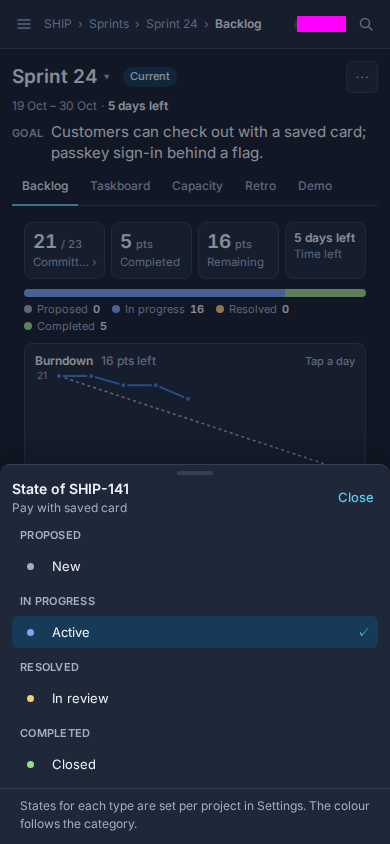 SHIP › Sprints › Sprint 24 › Backlog
Sprint 24 ▾ Current ···
19 Oct – 30 Oct · 5 days left
GOAL Customers can check out with a saved card;
passkey sign-in behind a flag.
Backlog Taskboard Capacity Retro Demo
21 / 23 5 pts 16 pts 5 days left
Committ… › Completed Remaining Time left
Proposed 0 In progress 16 Resolved 0
Completed 5
Burndown 16 pts left Tap a day
21
State of SHIP-141
Pay with saved card
Close
PROPOSED
New
IN PROGRESS
Active ✓
RESOLVED
In review
COMPLETED
Closed
States for each type are set per project in Settings. The colour
follows the category.